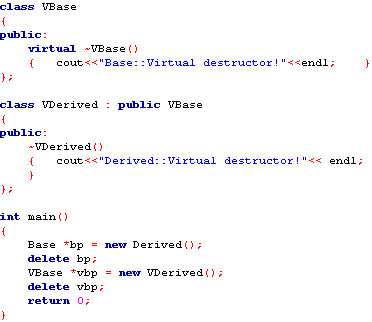 class VBase
{
public:
    virtual ~VBase()
    {   cout<<"Base::Virtual destructor!"<<endl;    }
};

class VDerived : public VBase
{
public:
    ~VDerived()
    {   cout<<"Derived::Virtual destructor!"<< endl;
    }
};

int main()
{
    Base *bp = new Derived();
    delete bp;
    VBase *vbp = new VDerived();
    delete vbp;
    return 0;
}